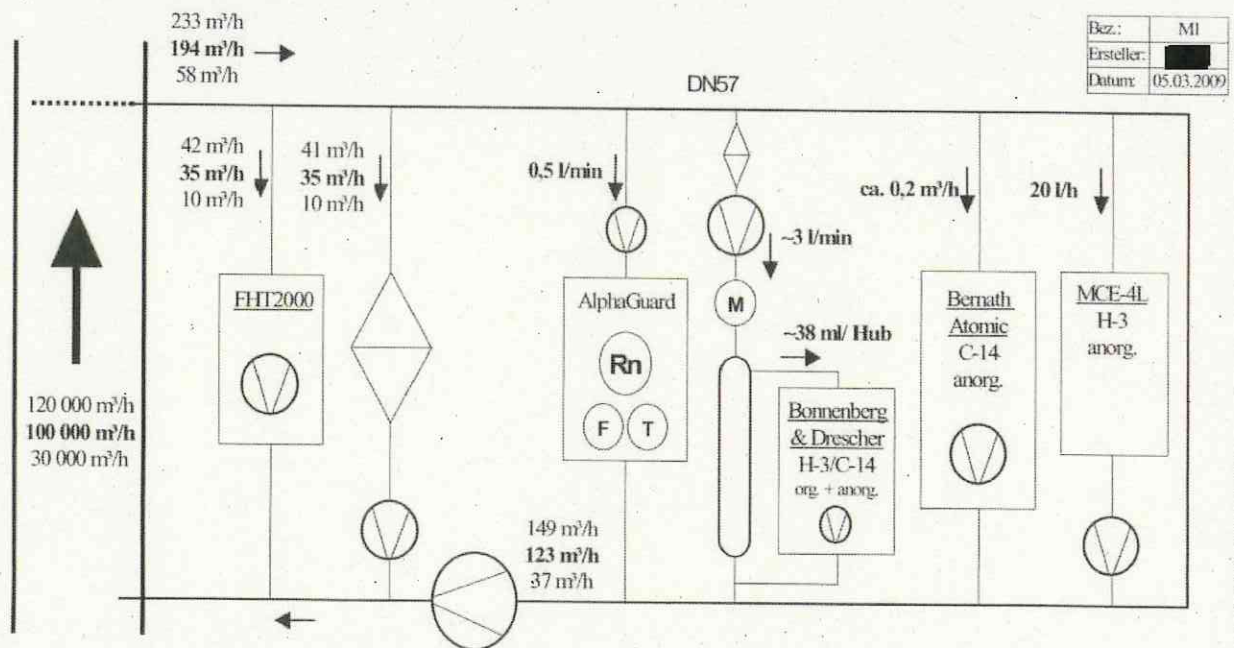 233 m³/h
194 m³/h
58 m³/h
Bez.: M1
Ersteller:
Datum: 05.03.2009
DN57
42 m³/h
35 m³/h
10 m³/h
41 m³/h
35 m³/h
10 m³/h
0,5 l/min
~3 l/min
ca. 0,2 m³/h
20 l/h
120 000 m³/h
100 000 m³/h
30 000 m³/h
FHT2000
AlphaGuard
Rn
F T
M
~38 ml/ Hub
Bonnenberg
& Drescher
H-3/C-14
org. + anorg.
Bernath
Atomic
C-14
anorg.
MCE-4L
H-3
anorg.
149 m³/h
123 m³/h
37 m³/h